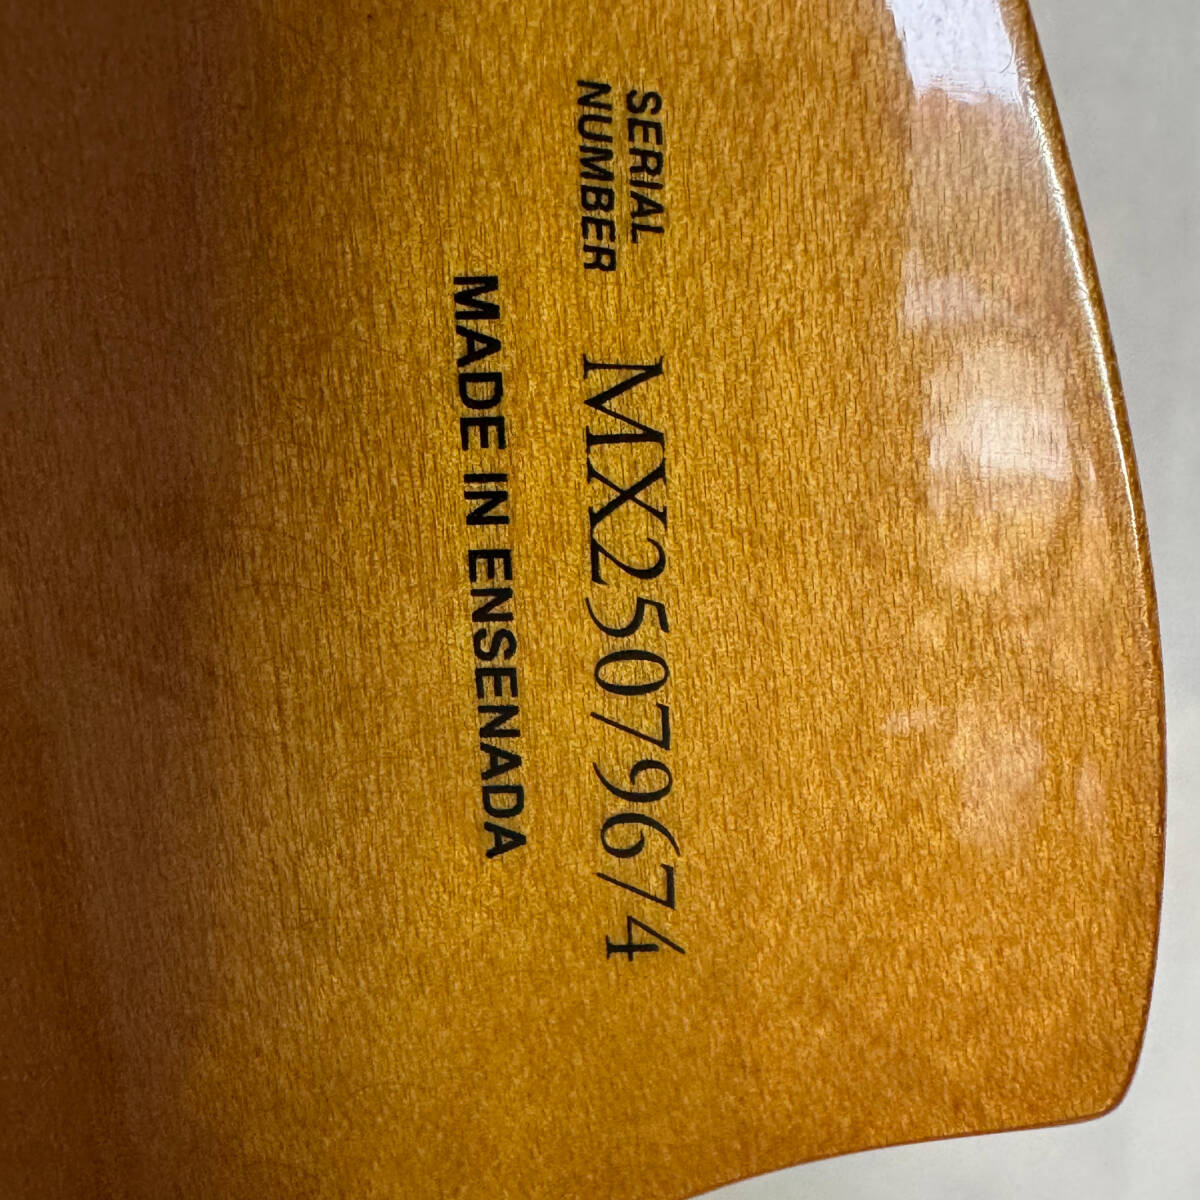 SERIAL
NUMBER MX25079674
MADE IN ENSENADA